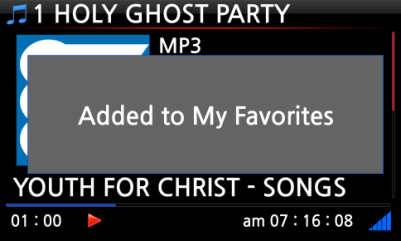 1 HOLY GHOST PARTY
MP3
Added to My Favorites
YOUTH FOR CHRIST - SONGS
01 : 00
am 07 : 16 : 08